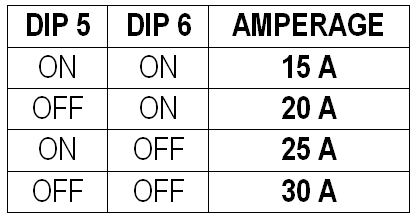 DIP 5 DIP 6 AMPERAGE
ON ON 15 A
OFF ON 20 A
ON OFF 25 A
OFF OFF 30 A